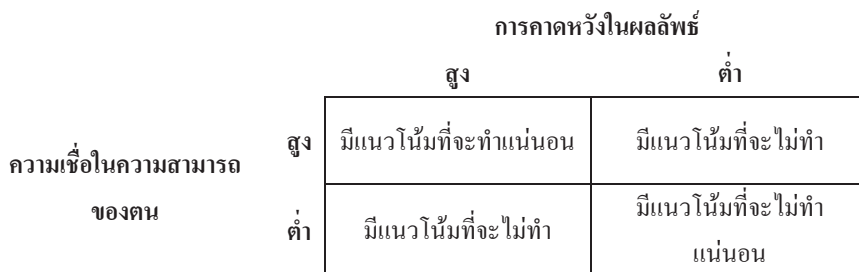 การคาดหวังในผลลัพธ์
สูง ต่ำ
ความเชื่อในความสามารถ
ของตน
สูง มีแนวโน้มที่จะทำแน่นอน มีแนวโน้มที่จะไม่ทำ
ต่ำ มีแนวโน้มที่จะไม่ทำ มีแนวโน้มที่จะไม่ทำ
แน่นอน